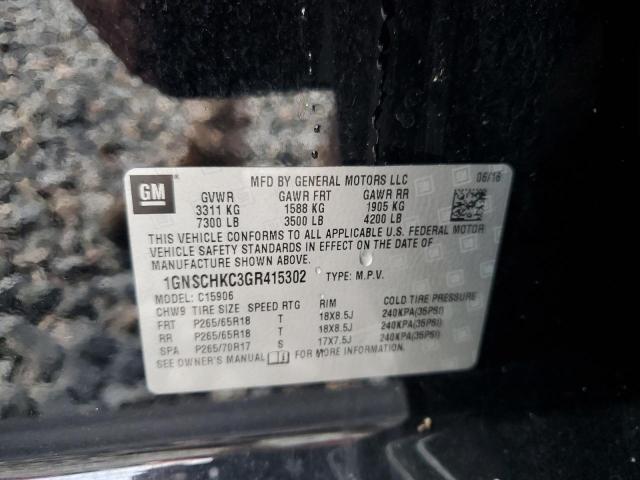 GM
MFD BY GENERAL MOTORS LLC 06/16
GVWR GAWR FRT GAWR RR
3311 KG 1588 KG 1905 KG
7300 LB 3500 LB 4200 LB
THIS VEHICLE CONFORMS TO ALL APPLICABLE U.S. FEDERAL MOTOR
VEHICLE SAFETY STANDARDS IN EFFECT ON THE DATE OF
MANUFACTURE SHOWN ABOVE.
1GNSCHKC3GR415302 TYPE: M.P.V.
MODEL: C15906
CHW9 TIRE SIZE SPEED RTG RIM COLD TIRE PRESSURE
FRT P265/65R18 T 18X8.5J 240KPA(35PSI)
RR P265/65R18 T 18X8.5J 240KPA(35PSI)
SPA P265/70R17 S 17X7.5J 240KPA(35PSI)
SEE OWNER'S MANUAL FOR MORE INFORMATION.